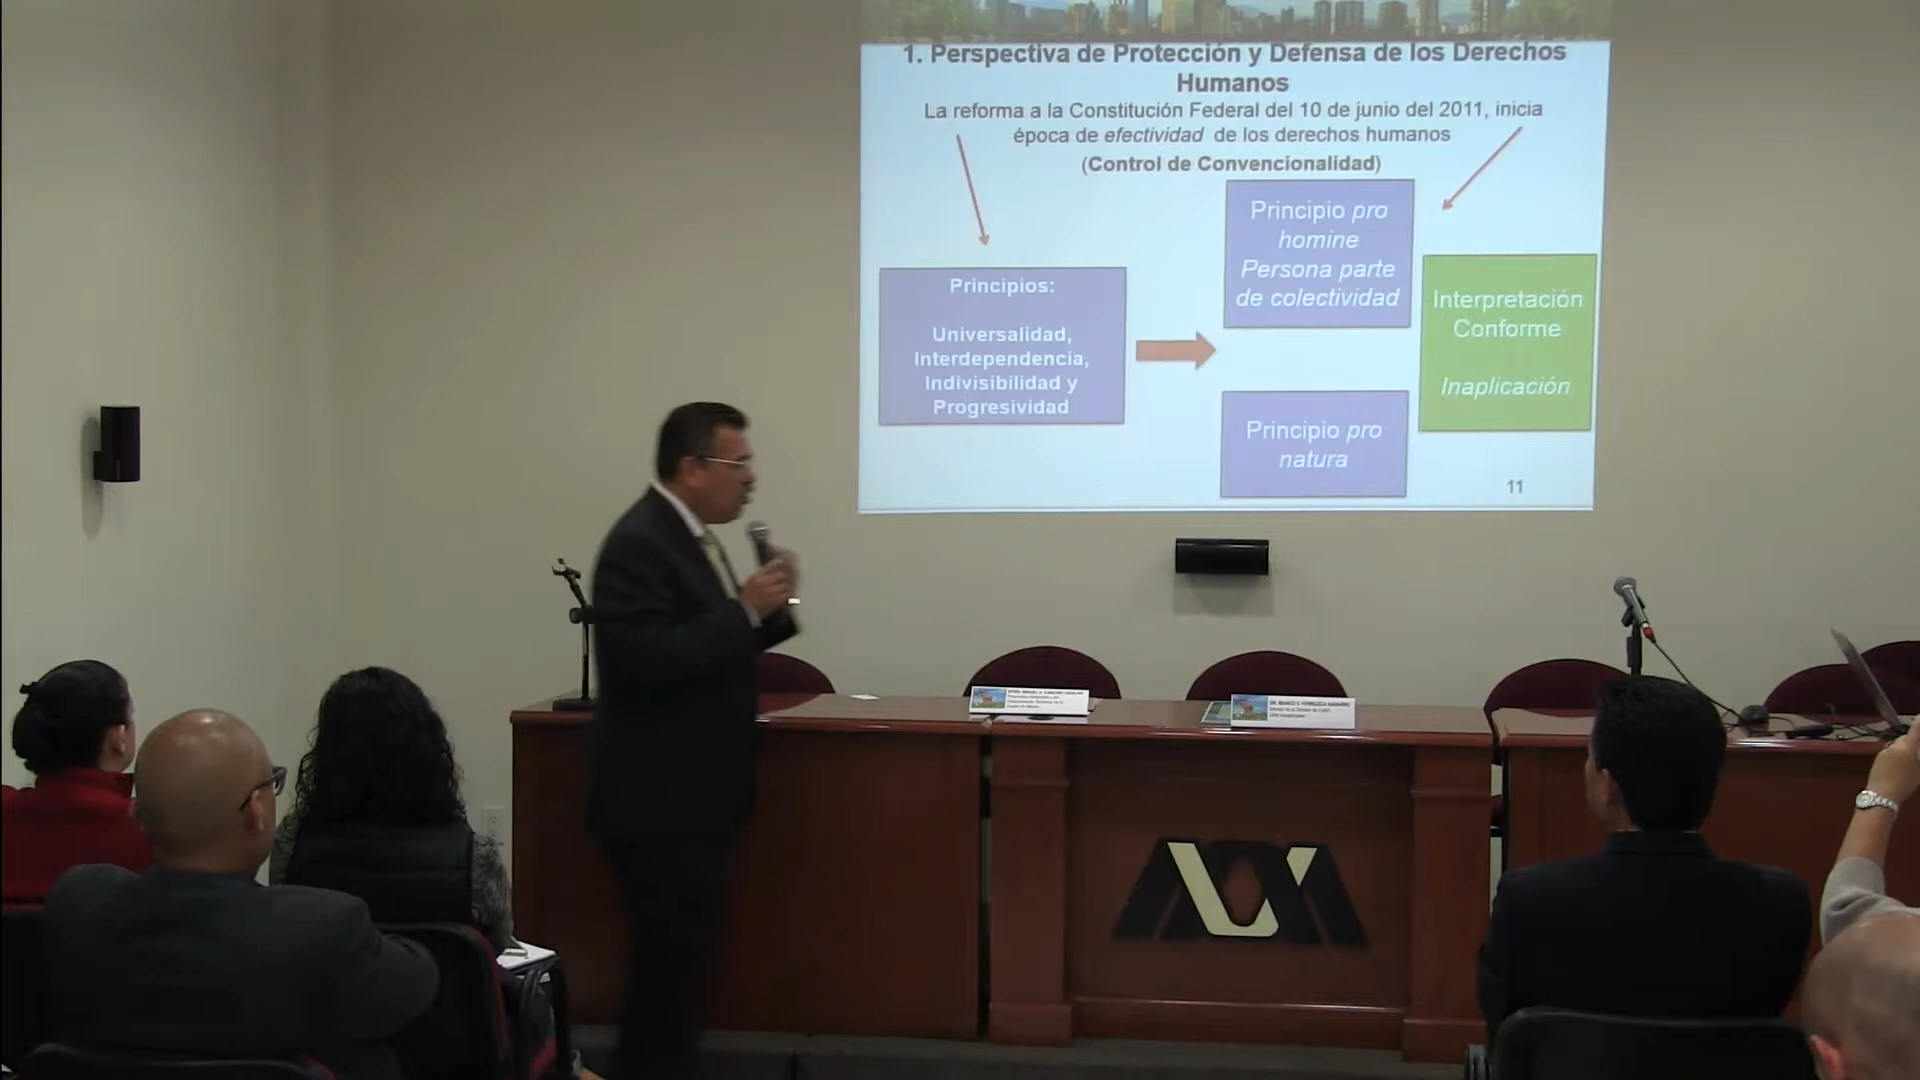 1. Perspectiva de Protección y Defensa de los Derechos
Humanos
La reforma a la Constitución Federal del 10 de junio del 2011, inicia
época de efectividad de los derechos humanos
(Control de Convencionalidad)
Principios:
Universalidad,
Interdependencia,
Indivisibilidad y
Progresividad
Principio pro
homine
Persona parte
de colectividad
Principio pro
natura
Interpretación
Conforme
Inaplicación
11